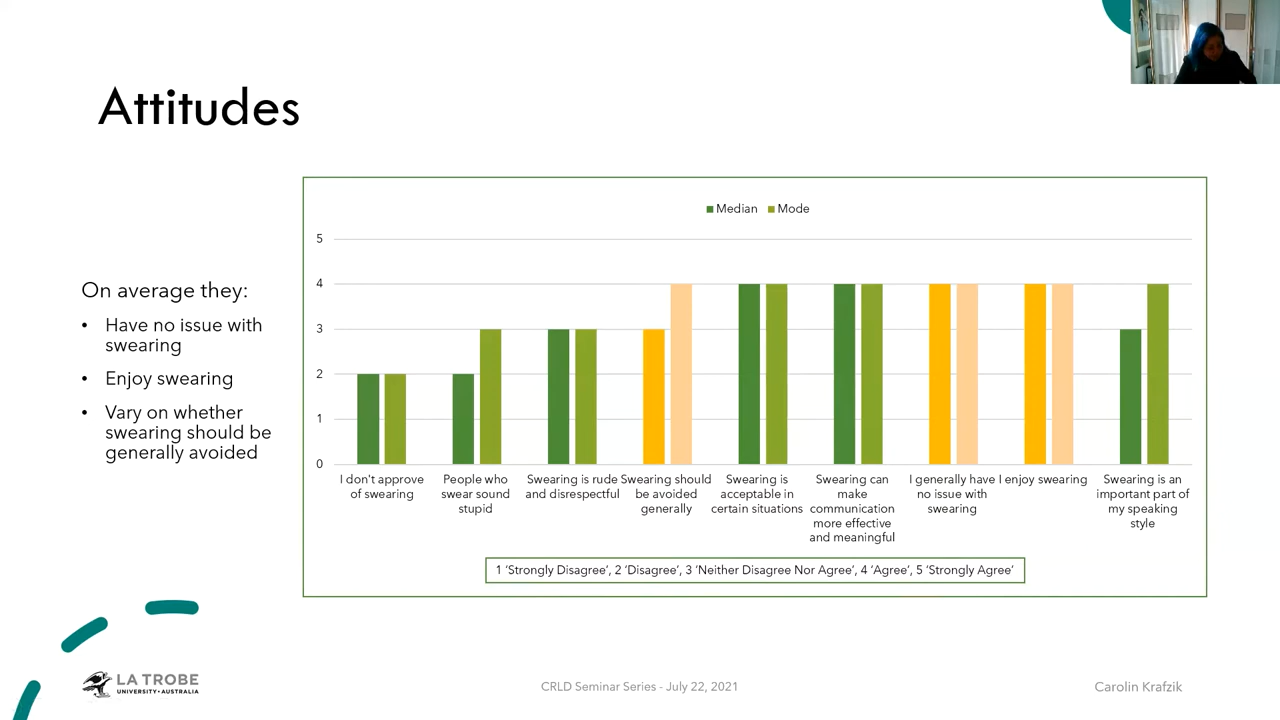 Attitudes
On average they:
• Have no issue with
swearing
• Enjoy swearing
• Vary on whether
swearing should be
generally avoided
Median Mode
5
4
3
2
1
0
I don't approve
of swearing
People who
swear sound
stupid
Swearing is rude
and disrespectful
Swearing should
be avoided
generally
Swearing is
acceptable in
certain situations
Swearing can
make
communication
more effective
and meaningful
I generally have
no issue with
swearing
I enjoy swearing
Swearing is an
important part of
my speaking
style
1 ‘Strongly Disagree’, 2 ‘Disagree’, 3 ‘Neither Disagree Nor Agree’, 4 ‘Agree’, 5 ‘Strongly Agree’
LA TROBE
UNIVERSITY • AUSTRALIA
CRLD Seminar Series - July 22, 2021
Carolin Krafzik